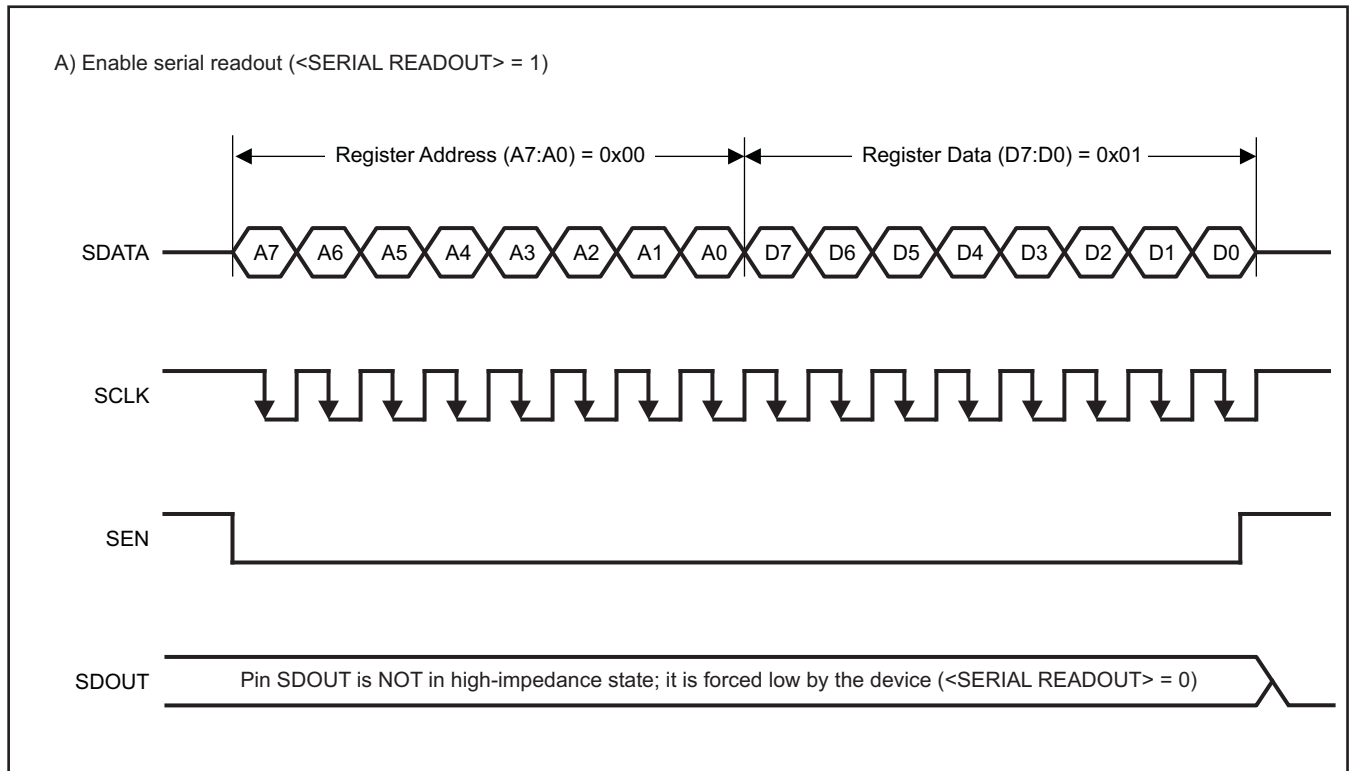 A) Enable serial readout (<SERIAL READOUT> = 1)
Register Address (A7:A0) = 0x00
Register Data (D7:D0) = 0x01
SDATA
A7 A6 A5 A4 A3 A2 A1 A0 D7 D6 D5 D4 D3 D2 D1 D0
SCLK
SEN
SDOUT
Pin SDOUT is NOT in high-impedance state; it is forced low by the device (<SERIAL READOUT> = 0)